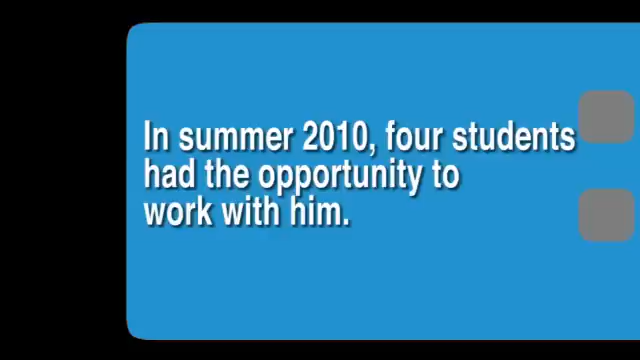 In summer 2010, four students
had the opportunity to
work with him.